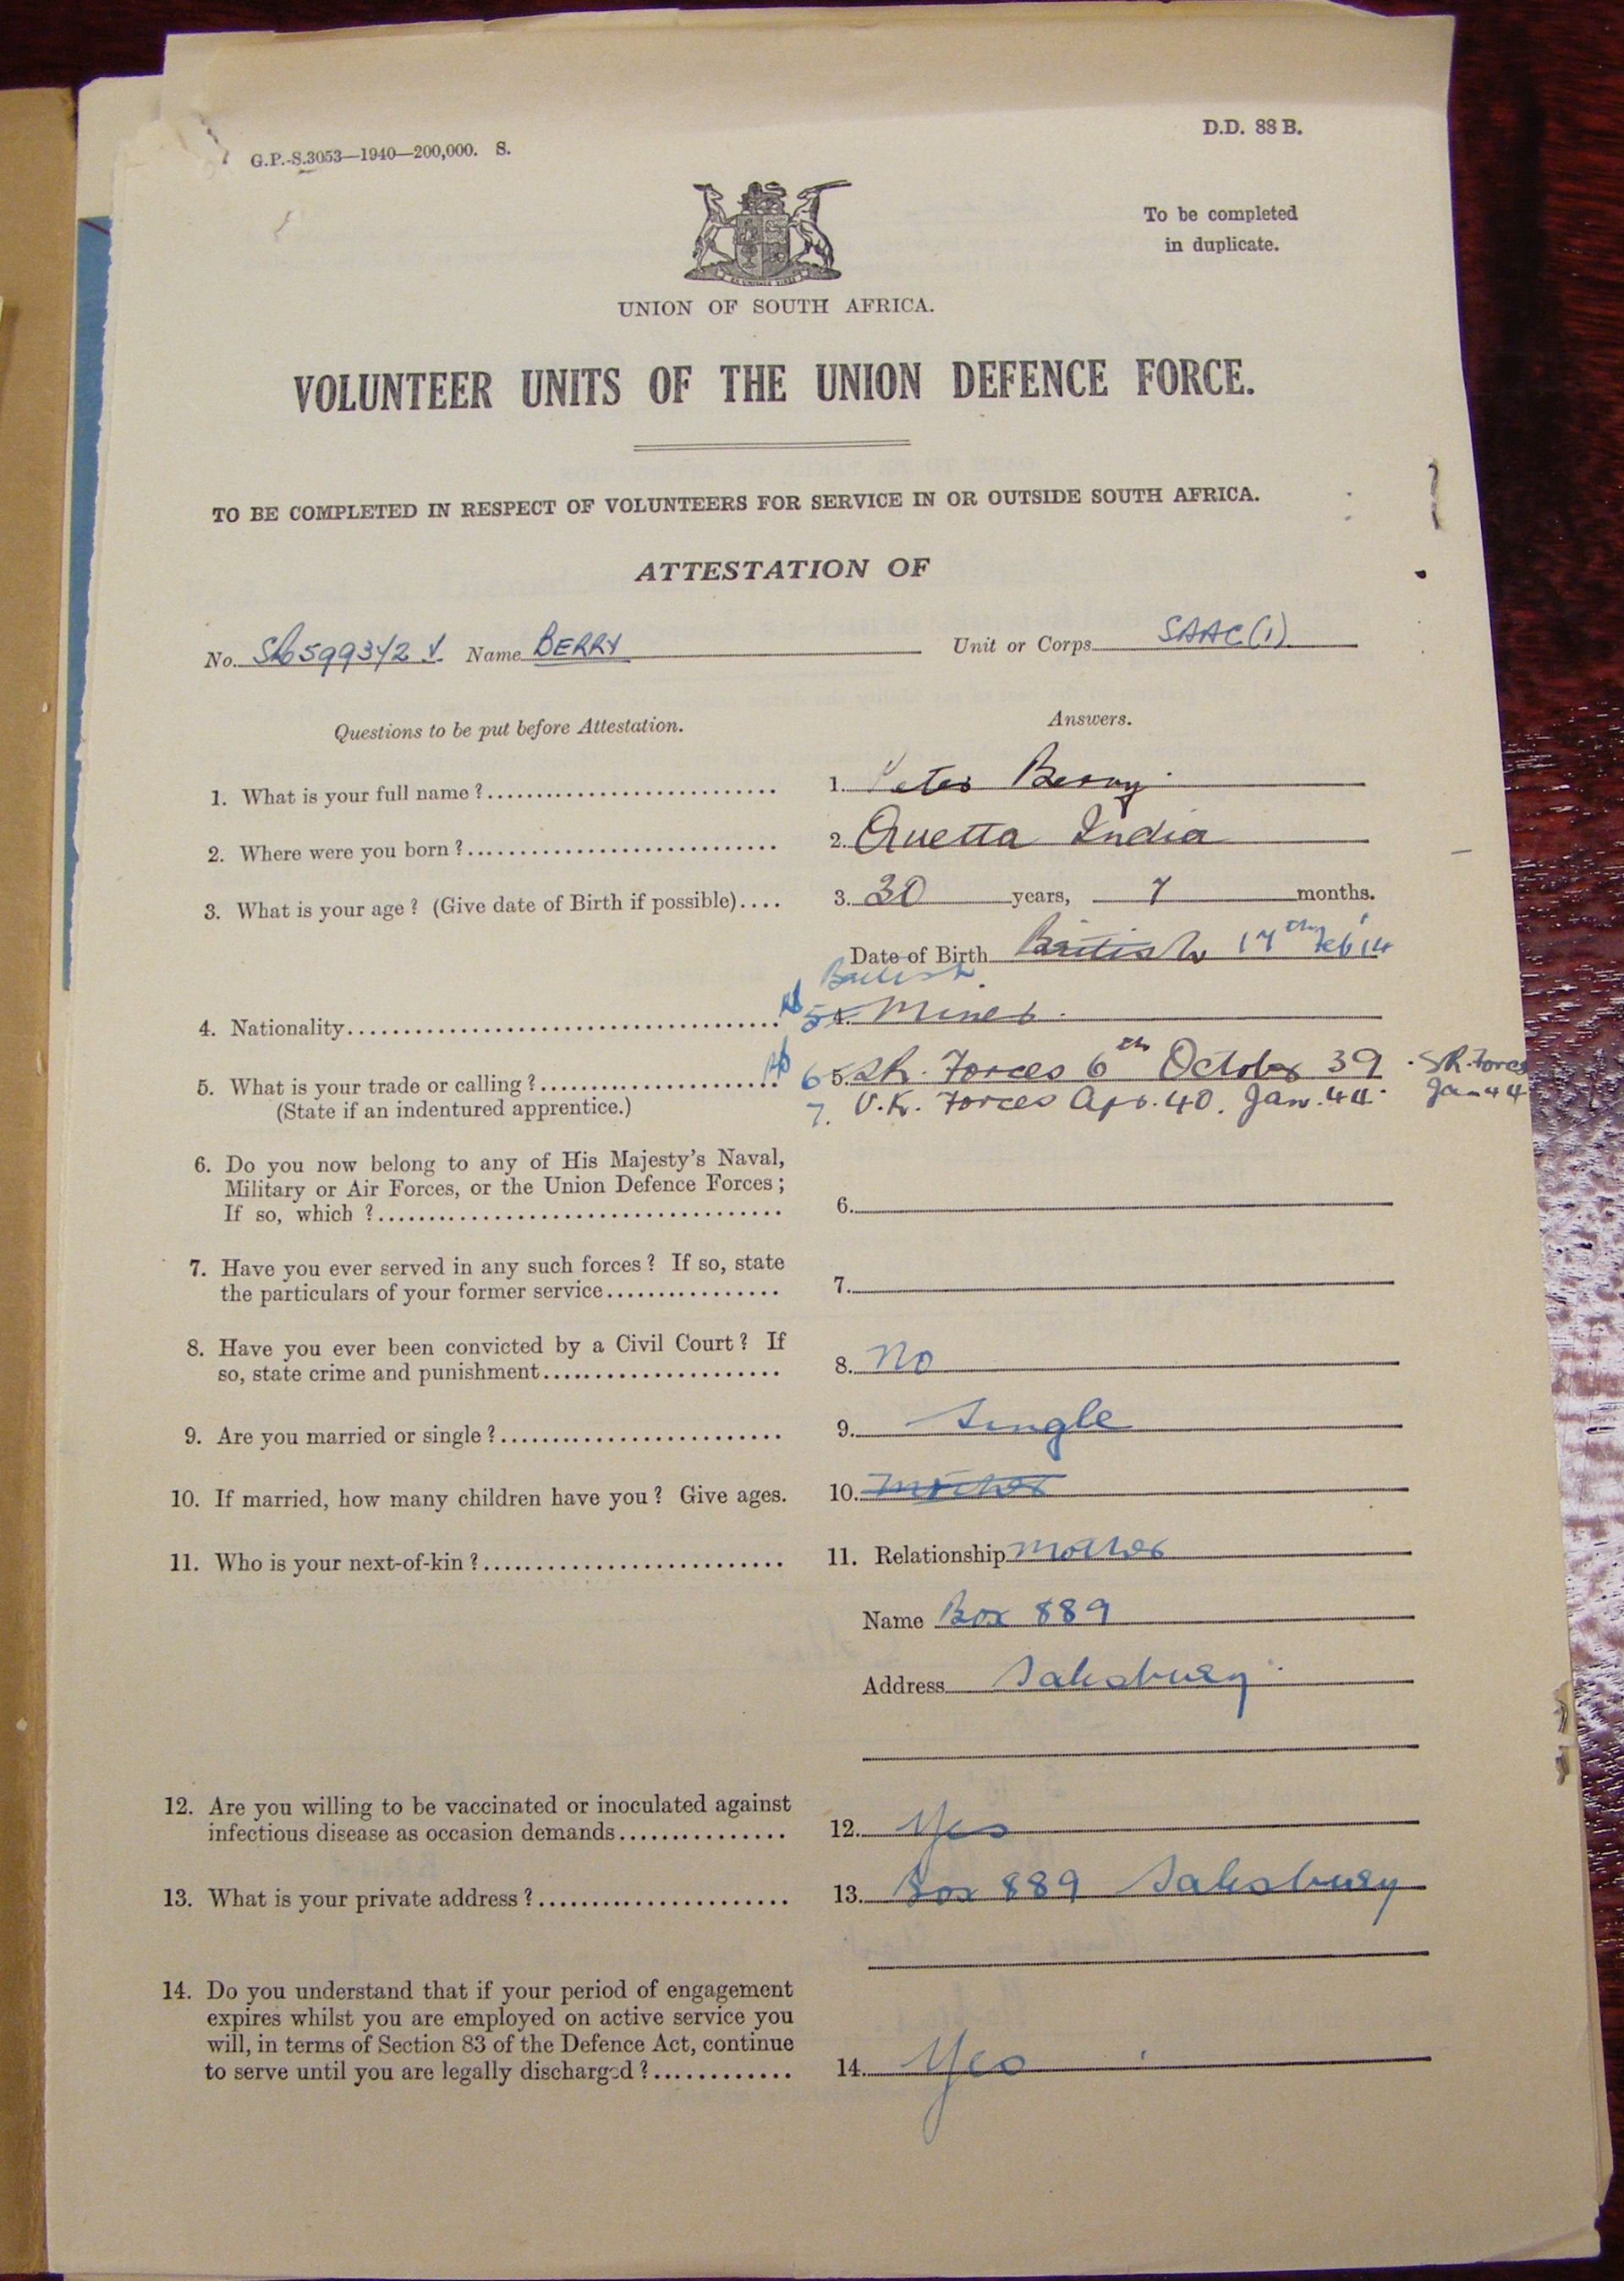 G.P.-S.3053—1940—200,000. S.
D.D. 88 B.
To be completed
in duplicate.
UNION OF SOUTH AFRICA.
VOLUNTEER UNITS OF THE UNION DEFENCE FORCE.
TO BE COMPLETED IN RESPECT OF VOLUNTEERS FOR SERVICE IN OR OUTSIDE SOUTH AFRICA.
ATTESTATION OF
No. SR599342 V Name BERRY Unit or Corps SAAC(1)
Questions to be put before Attestation. Answers.
1. What is your full name? 1. Peter Berry
2. Where were you born? 2. Quetta India
3. What is your age? (Give date of Birth if possible) 3. 30 years, 7 months.
Date of Birth British 17th Feb 14
British
4. Nationality 5 4. Miner
5. What is your trade or calling? 6 5. SR. Forces 6th October 39. SR. Forces
(State if an indentured apprentice.) 7. U.K. Forces Apr. 40. Jan. 44. Jan 44
6. Do you now belong to any of His Majesty's Naval,
Military or Air Forces, or the Union Defence Forces;
If so, which? 6.
7. Have you ever served in any such forces? If so, state
the particulars of your former service 7.
8. Have you ever been convicted by a Civil Court? If
so, state crime and punishment 8. No
9. Are you married or single? 9. Single
10. If married, how many children have you? Give ages. 10. Mother
11. Who is your next-of-kin? 11. Relationship Mother
Name Box 889
Address Salisbury
12. Are you willing to be vaccinated or inoculated against
infectious disease as occasion demands 12. Yes
13. What is your private address? 13. Box 889 Salisbury
14. Do you understand that if your period of engagement
expires whilst you are employed on active service you
will, in terms of Section 83 of the Defence Act, continue
to serve until you are legally discharged? 14. Yes